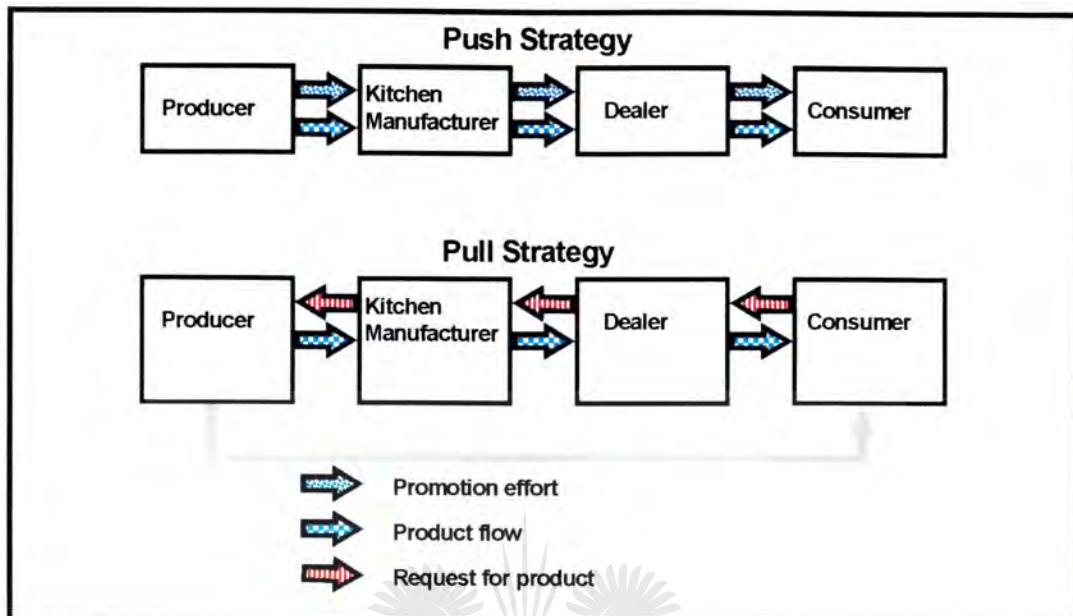 Push Strategy
Producer
Kitchen
Manufacturer
Dealer
Consumer
Pull Strategy
Producer
Kitchen
Manufacturer
Dealer
Consumer
Promotion effort
Product flow
Request for product